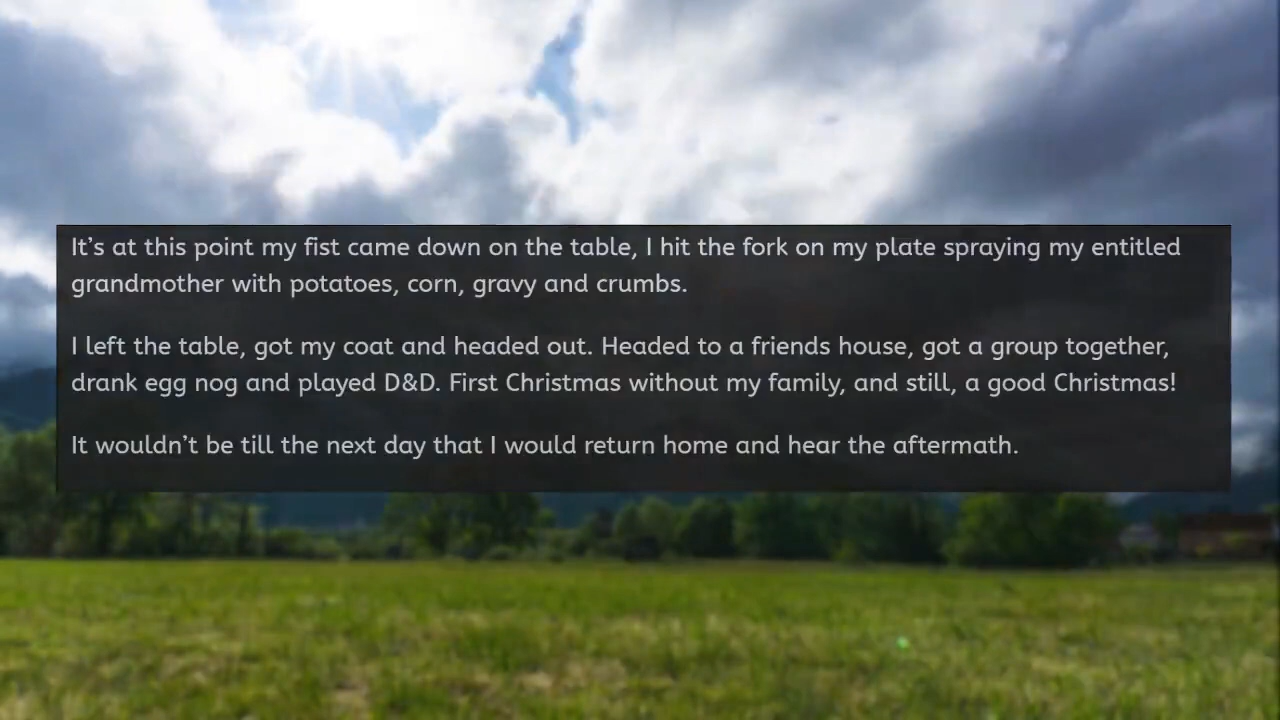 It’s at this point my fist came down on the table, I hit the fork on my plate spraying my entitled
grandmother with potatoes, corn, gravy and crumbs.
I left the table, got my coat and headed out. Headed to a friends house, got a group together,
drank egg nog and played D&D. First Christmas without my family, and still, a good Christmas!
It wouldn’t be till the next day that I would return home and hear the aftermath.